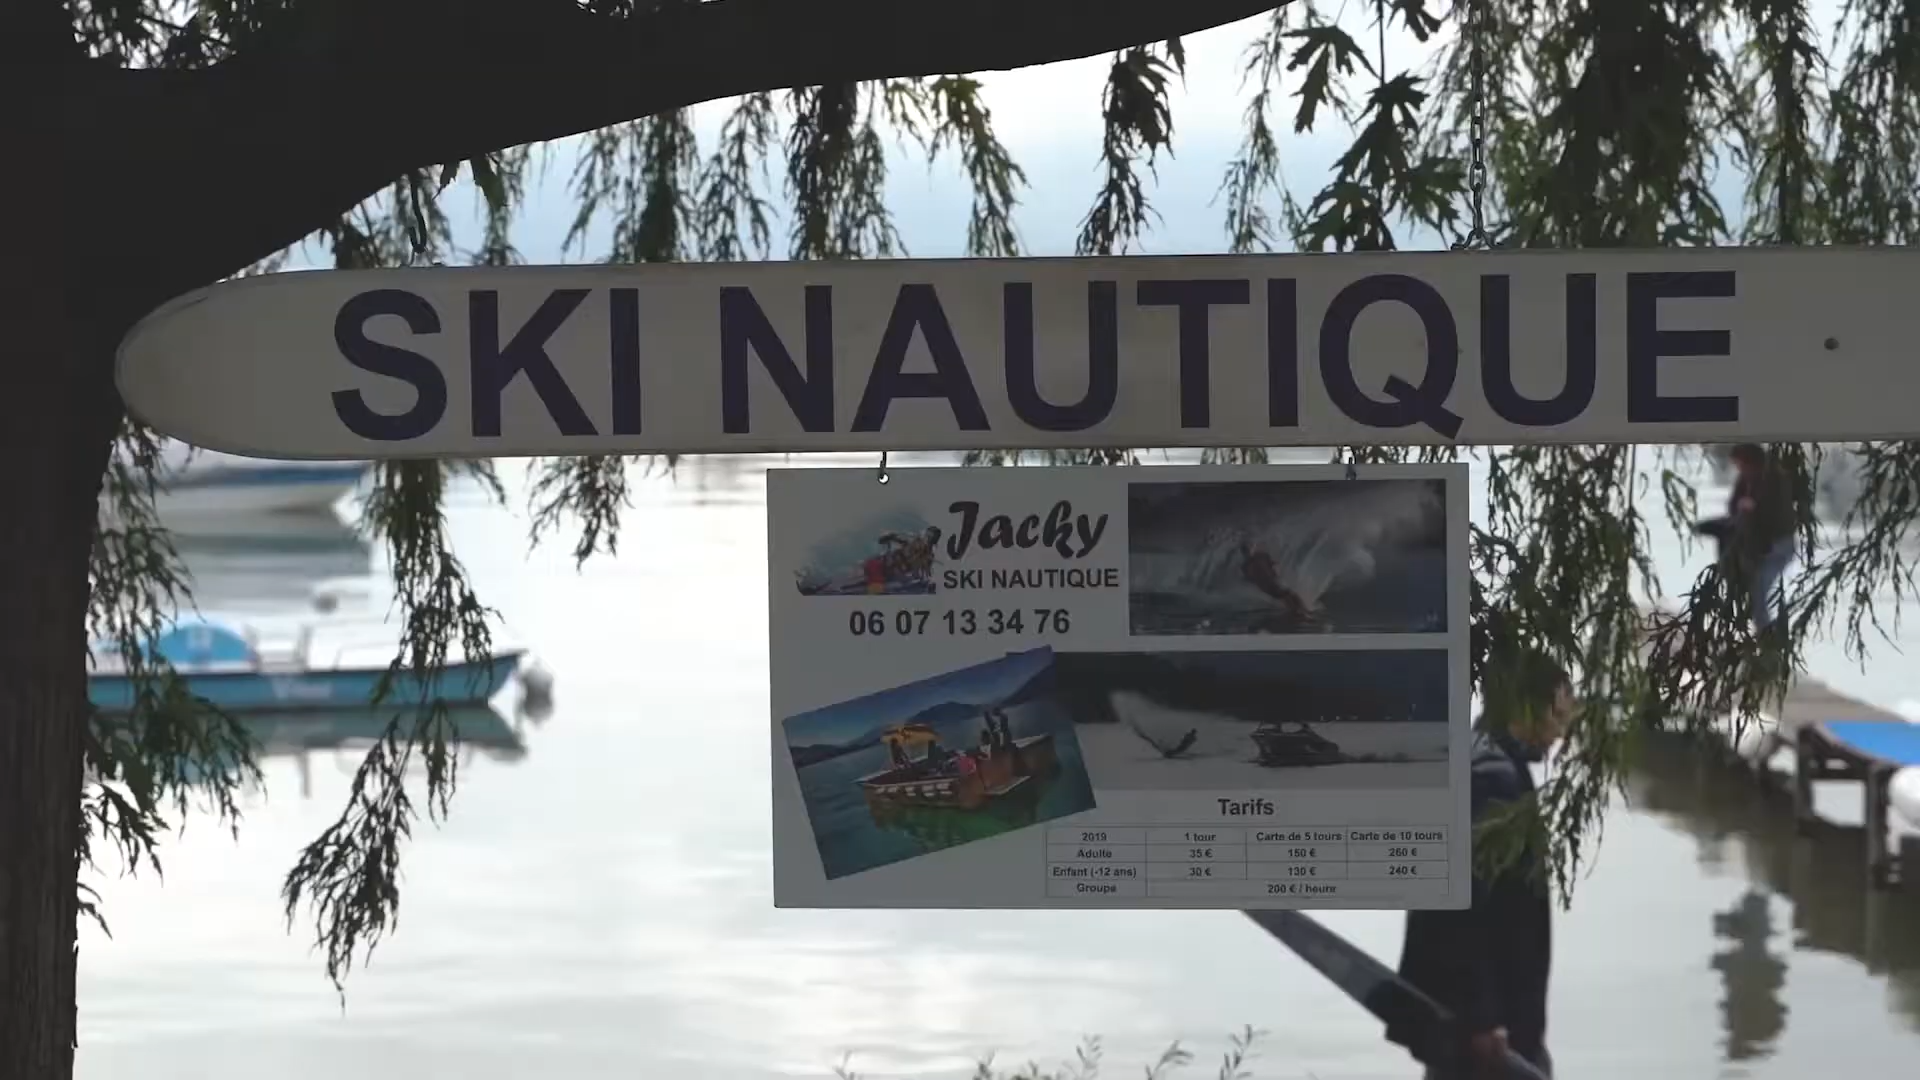 SKI NAUTIQUE
Jacky
SKI NAUTIQUE
06 07 13 34 76
Tarifs
2019 1 tour Carte de 5 tours Carte de 10 tours
Adulte 35 € 150 € 260 €
Enfant (-12 ans) 30 € 130 € 240 €
Groupe 200 € / heure